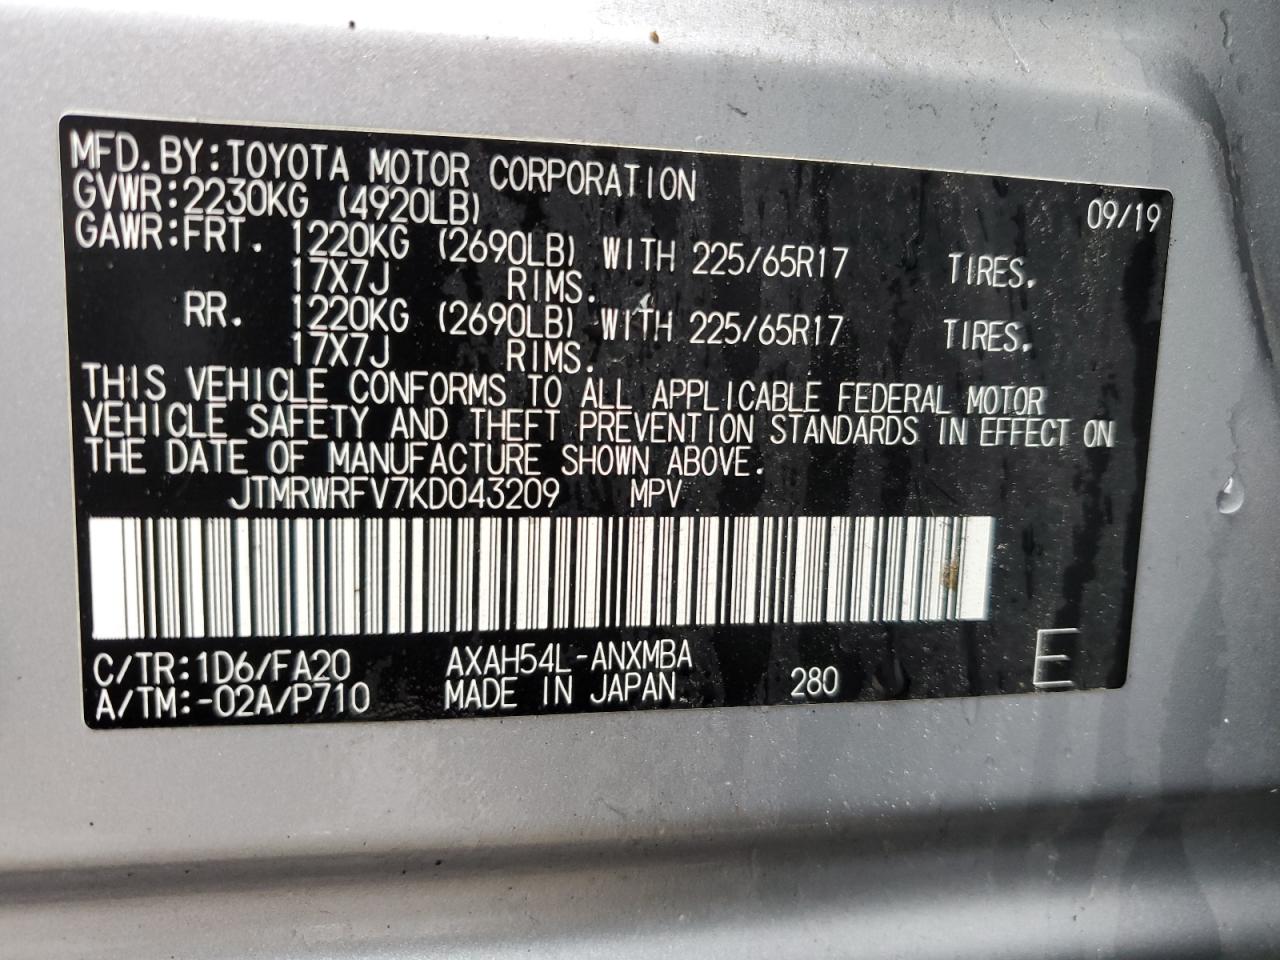 MFD. BY: TOYOTA MOTOR CORPORATION
GVWR: 2230KG (4920LB) 09/19
GAWR: FRT. 1220KG (2690LB) WITH 225/65R17 TIRES.
17X7J RIMS.
RR. 1220KG (2690LB) WITH 225/65R17 TIRES.
17X7J RIMS.
THIS VEHICLE CONFORMS TO ALL APPLICABLE FEDERAL MOTOR
VEHICLE SAFETY AND THEFT PREVENTION STANDARDS IN EFFECT ON
THE DATE OF MANUFACTURE SHOWN ABOVE.
JTMRWRFV7KD043209 MPV
C/TR: 1D6/FA20 AXAH54L-ANXMBA
A/TM: -02A/P710 MADE IN JAPAN 280 E